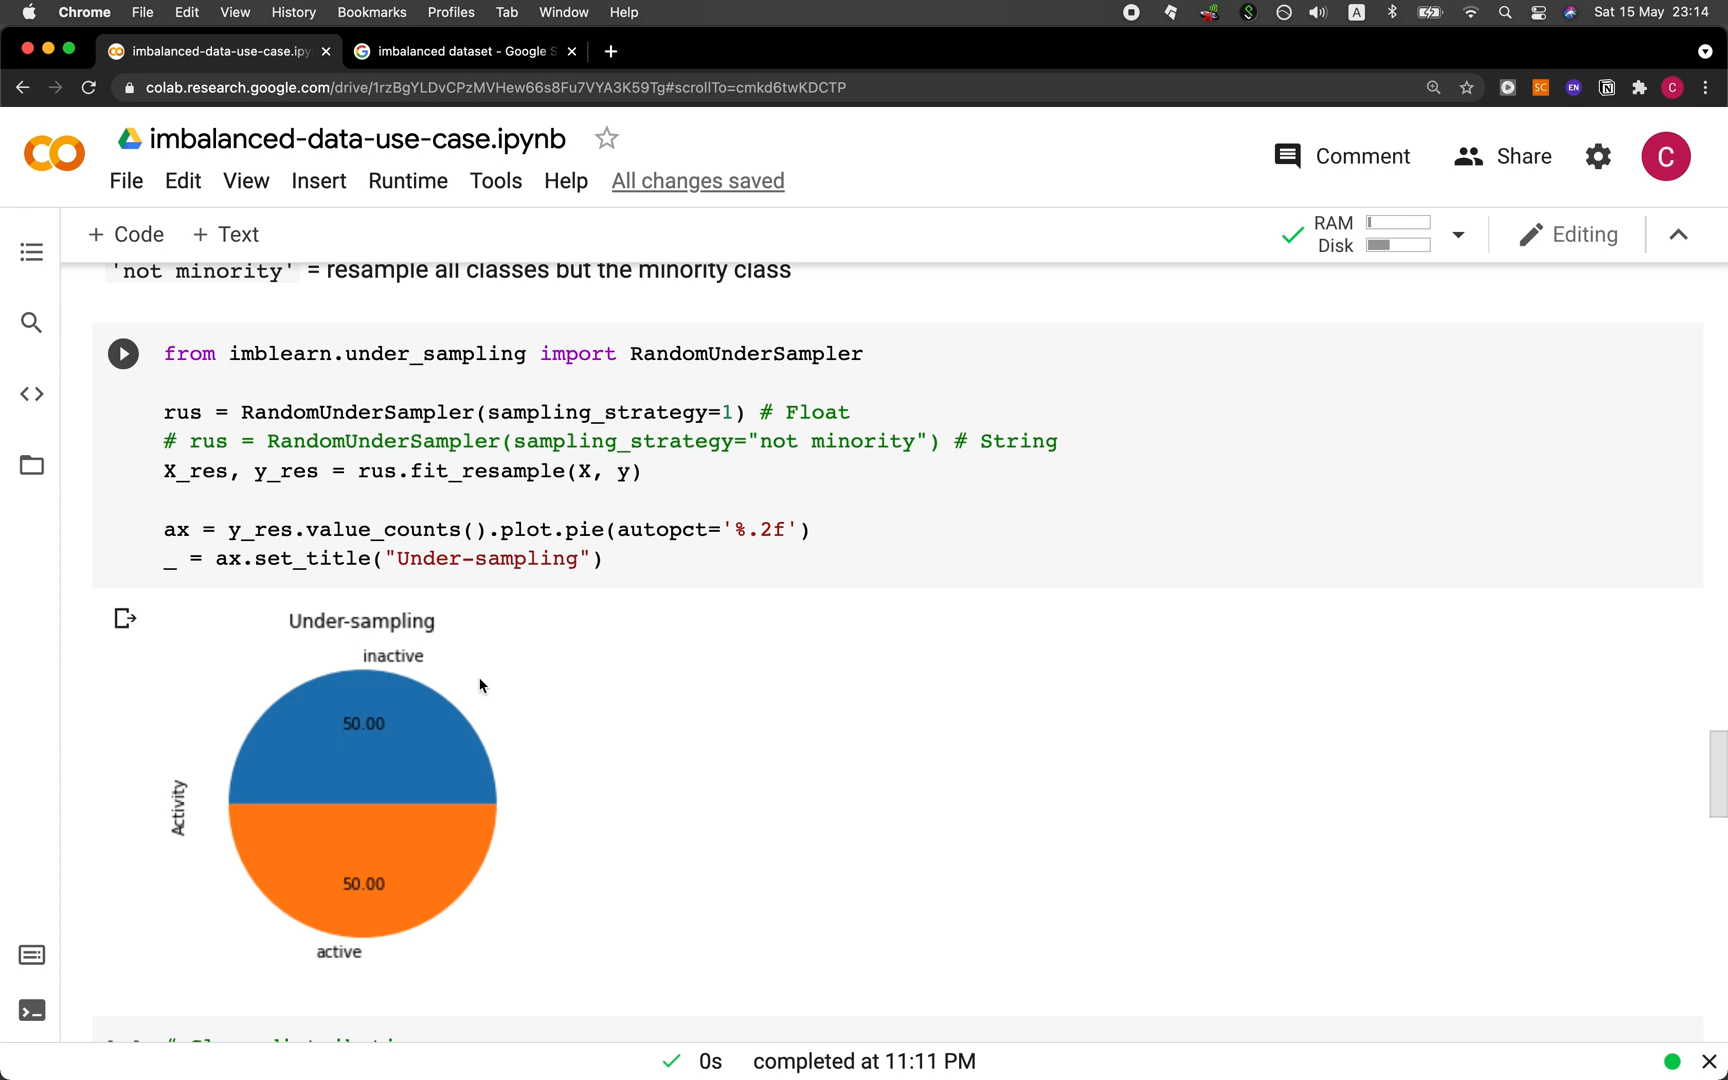 Chrome File Edit View History Bookmarks Profiles Tab Window Help A Sat 15 May 23:14
imbalanced-data-use-case.ipy imbalanced dataset - Google S
colab.research.google.com/drive/1rzBgYLDvCPzMVHew66s8Fu7VYA3K59Tg#scrollTo=cmkd6twKDCTP SC EN C
imbalanced-data-use-case.ipynb
Comment Share C
File Edit View Insert Runtime Tools Help All changes saved
+ Code + Text RAM Disk Editing
'not minority' = resample all classes but the minority class
from imblearn.under_sampling import RandomUnderSampler
rus = RandomUnderSampler(sampling_strategy=1) # Float
# rus = RandomUnderSampler(sampling_strategy="not minority") # String
X_res, y_res = rus.fit_resample(X, y)
ax = y_res.value_counts().plot.pie(autopct='%.2f')
_ = ax.set_title("Under-sampling")
Under-sampling
inactive
50.00
Activity
50.00
active
0s completed at 11:11 PM